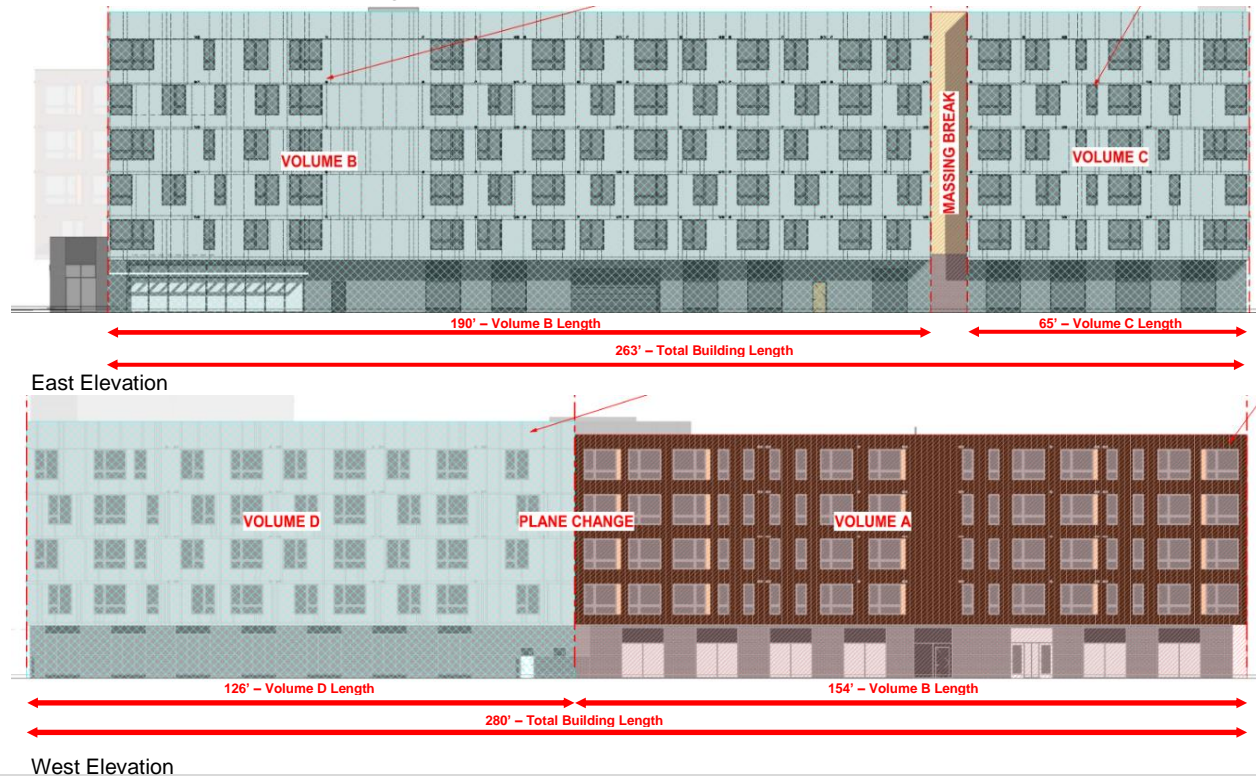 VOLUME B
MASSING BREAK
VOLUME C
190’ – Volume B Length
65’ – Volume C Length
263’ – Total Building Length
East Elevation
VOLUME D
PLANE CHANGE
VOLUME A
126’ – Volume D Length
154’ – Volume B Length
280’ – Total Building Length
West Elevation